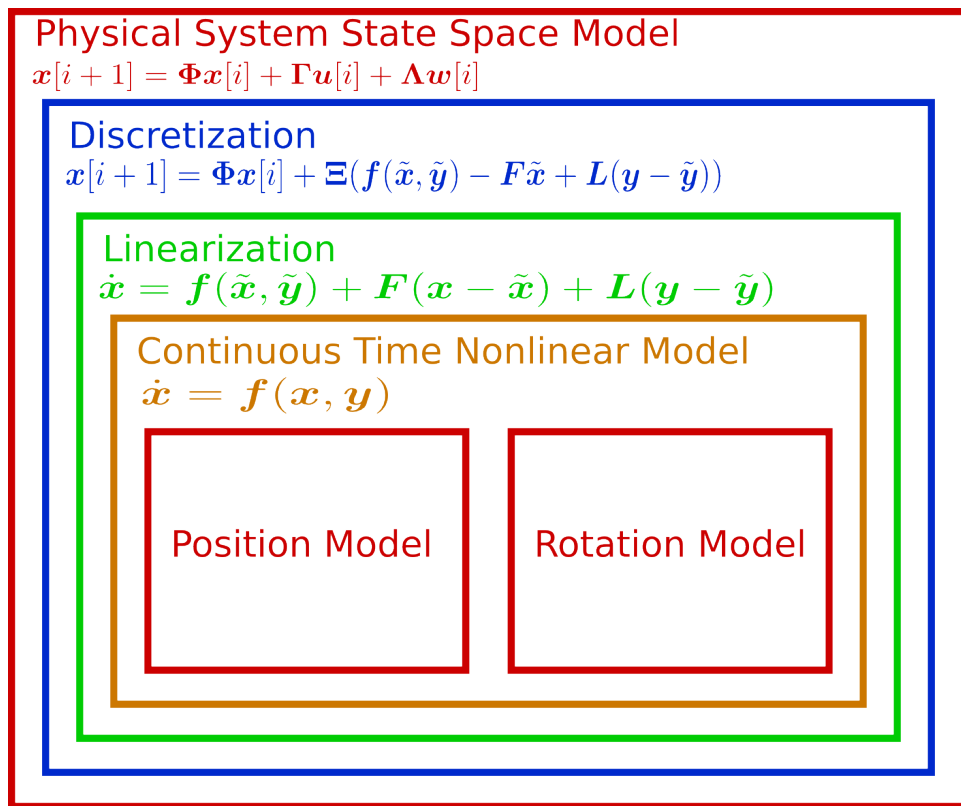 Physical System State Space Model
x[i + 1] = Φx[i] + Γu[i] + Λw[i]
Discretization
x[i + 1] = Φx[i] + Ξ(f(x̃, ỹ) − Fx̃ + L(y − ỹ))
Linearization
ẋ = f(x̃, ỹ) + F(x − x̃) + L(y − ỹ)
Continuous Time Nonlinear Model
ẋ = f(x, y)
Position Model
Rotation Model